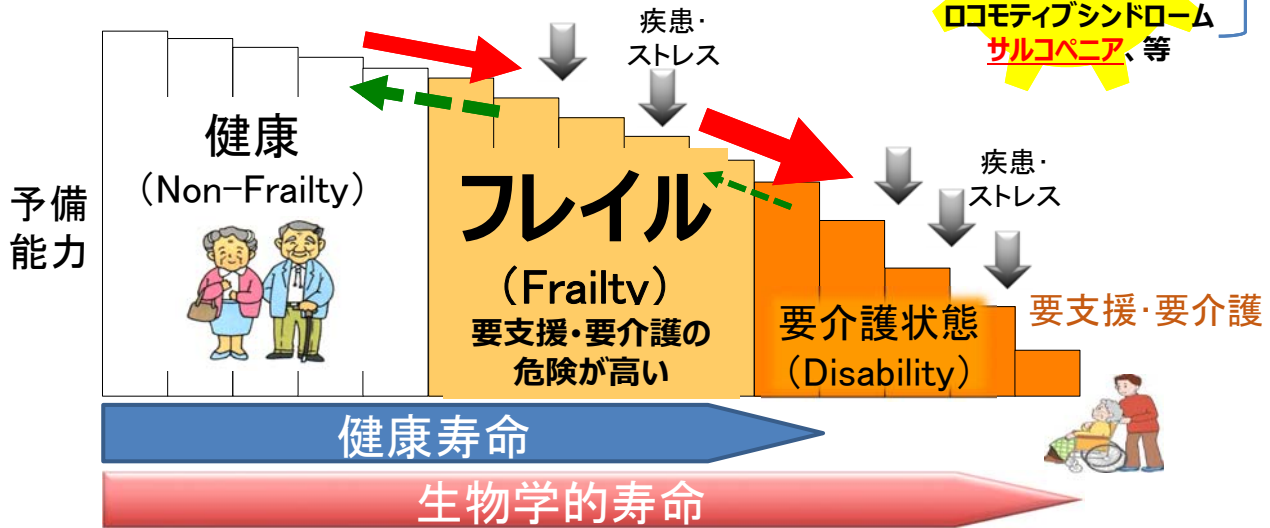 ロコモティブシンドローム
サルコペニア、等
疾患・
ストレス
健康
（Non-Frailty）
予備
能力
フレイル
（Frailtv）
要支援・要介護の
危険が高い
疾患・
ストレス
要介護状態
（Disability）
要支援・要介護
健康寿命
生物学的寿命